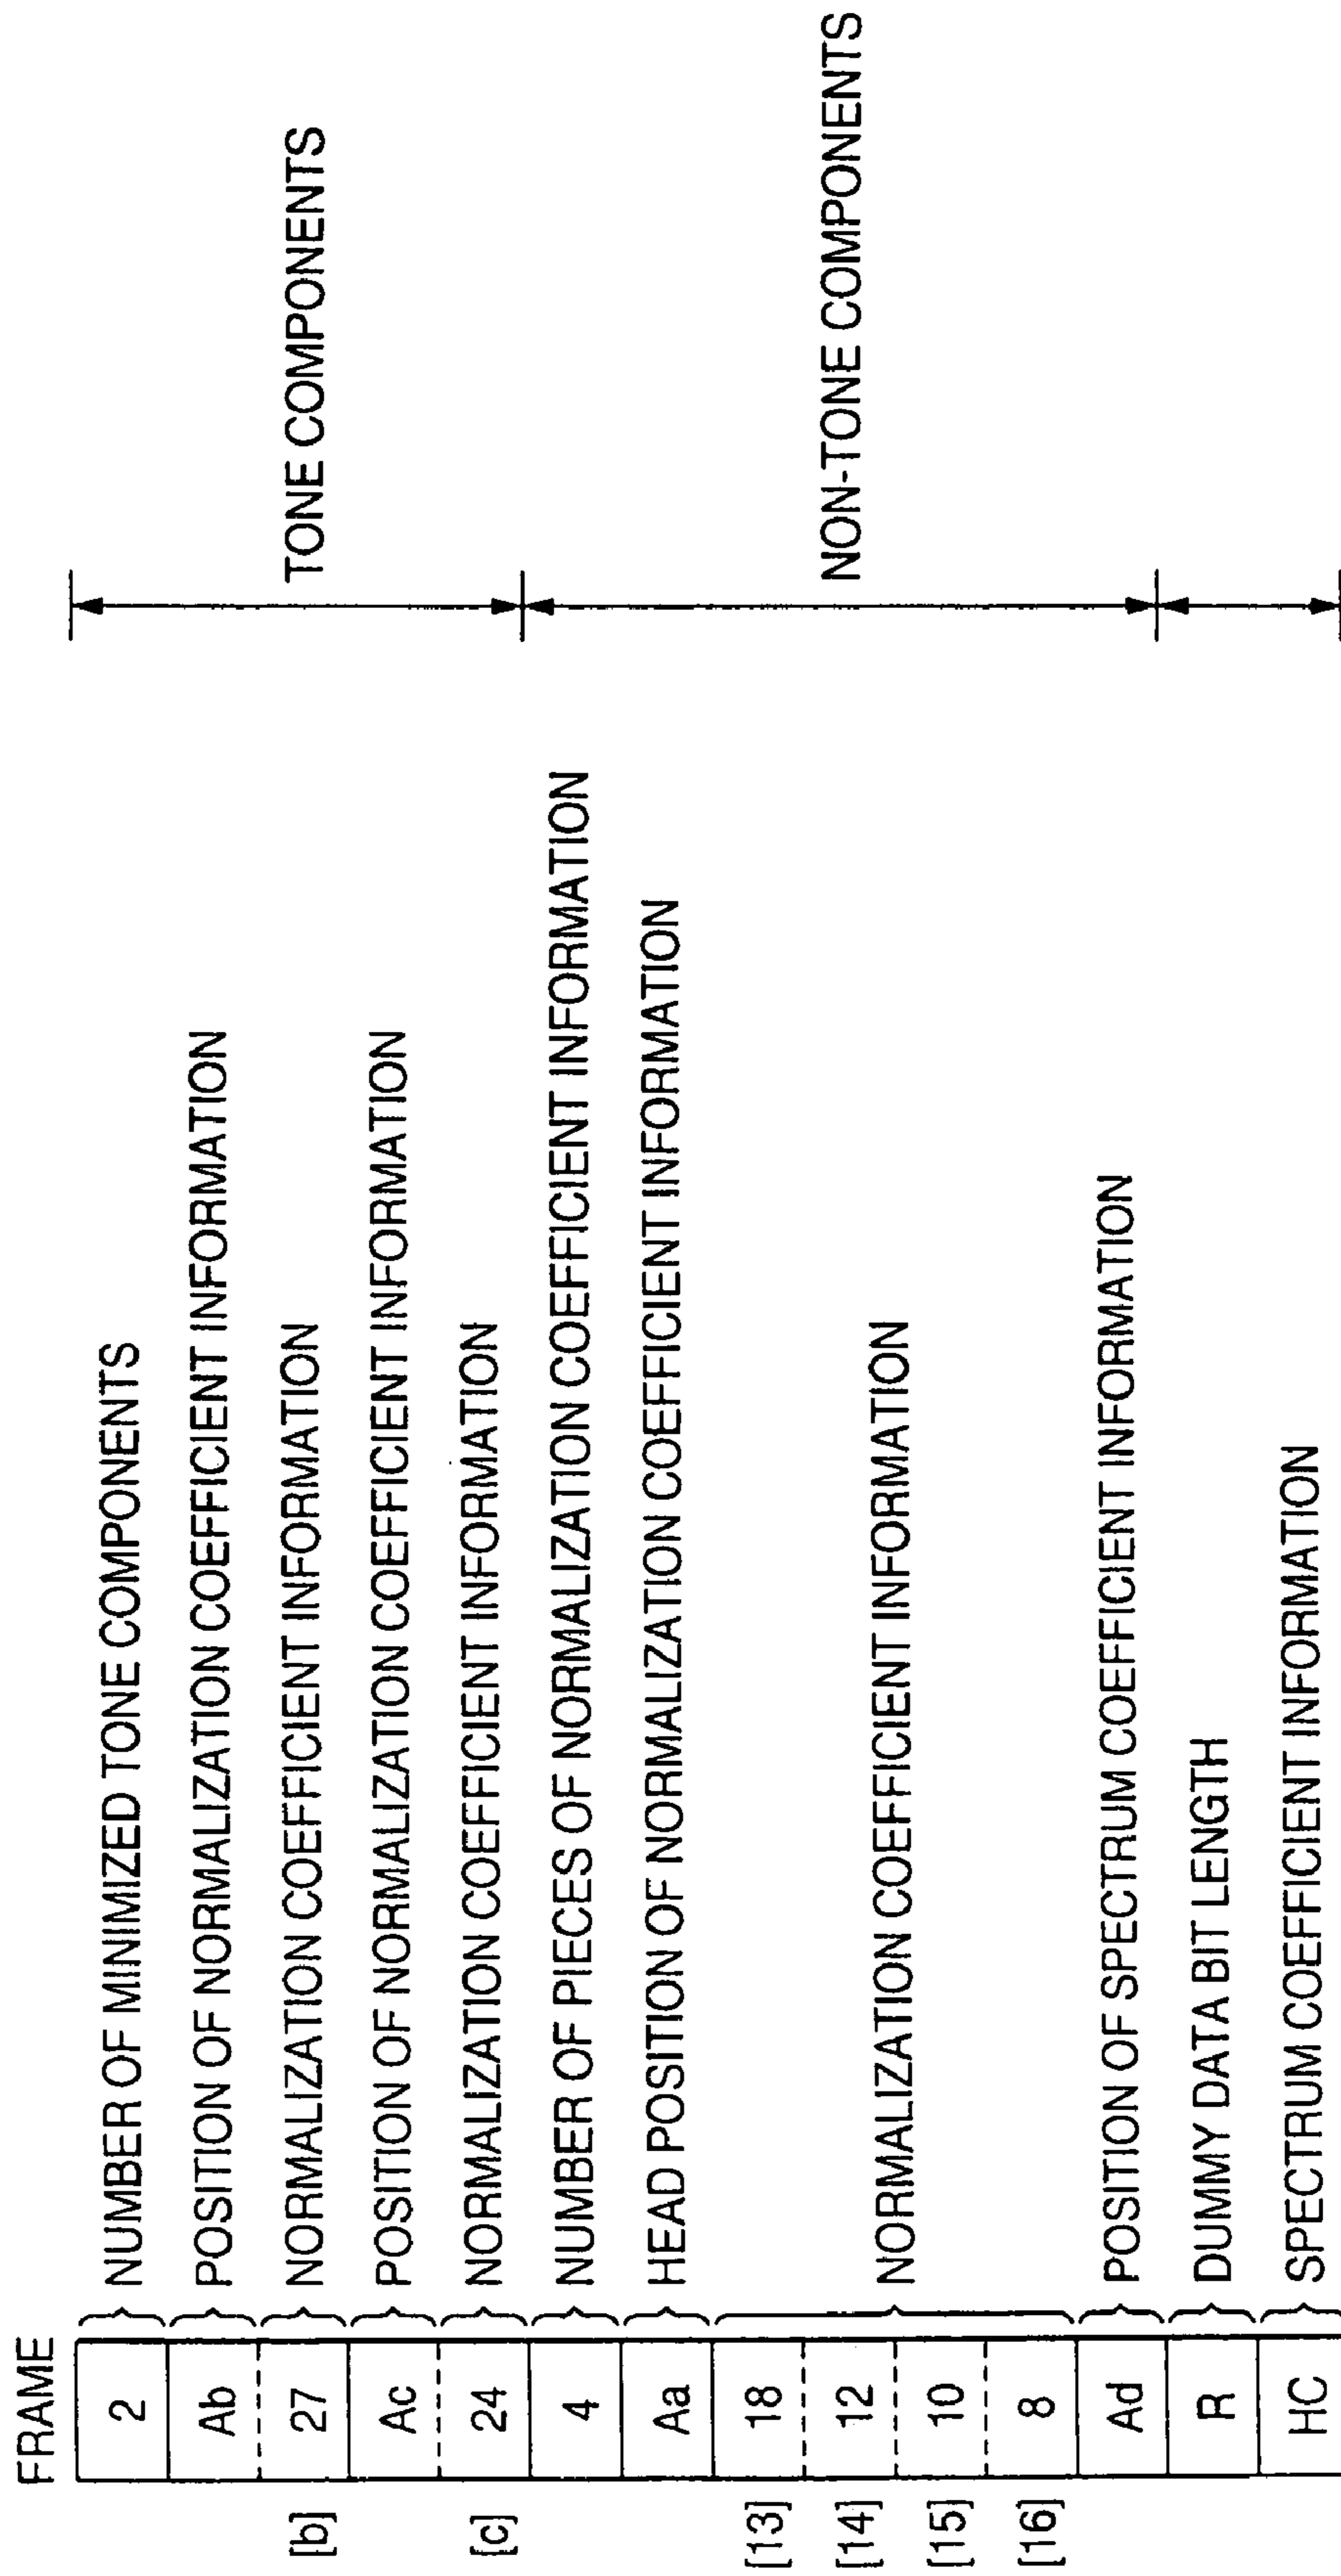 FRAME
2 NUMBER OF MINIMIZED TONE COMPONENTS
Ab POSITION OF NORMALIZATION COEFFICIENT INFORMATION
[b] 27 NORMALIZATION COEFFICIENT INFORMATION
Ac POSITION OF NORMALIZATION COEFFICIENT INFORMATION
[c] 24 NORMALIZATION COEFFICIENT INFORMATION
TONE COMPONENTS
4 NUMBER OF PIECES OF NORMALIZATION COEFFICIENT INFORMATION
Aa HEAD POSITION OF NORMALIZATION COEFFICIENT INFORMATION
[13] 18
[14] 12
NORMALIZATION COEFFICIENT INFORMATION
[15] 10
[16] 8
NON-TONE COMPONENTS
Ad POSITION OF SPECTRUM COEFFICIENT INFORMATION
R DUMMY DATA BIT LENGTH
HC SPECTRUM COEFFICIENT INFORMATION